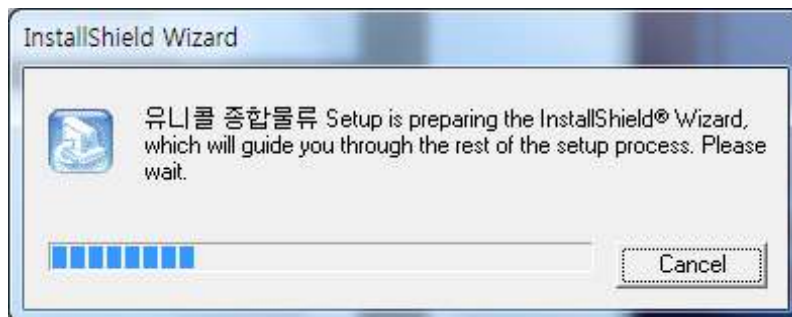 InstallShield Wizard
유니콜 종합물류 Setup is preparing the InstallShield® Wizard,
which will guide you through the rest of the setup process. Please
wait.
Cancel